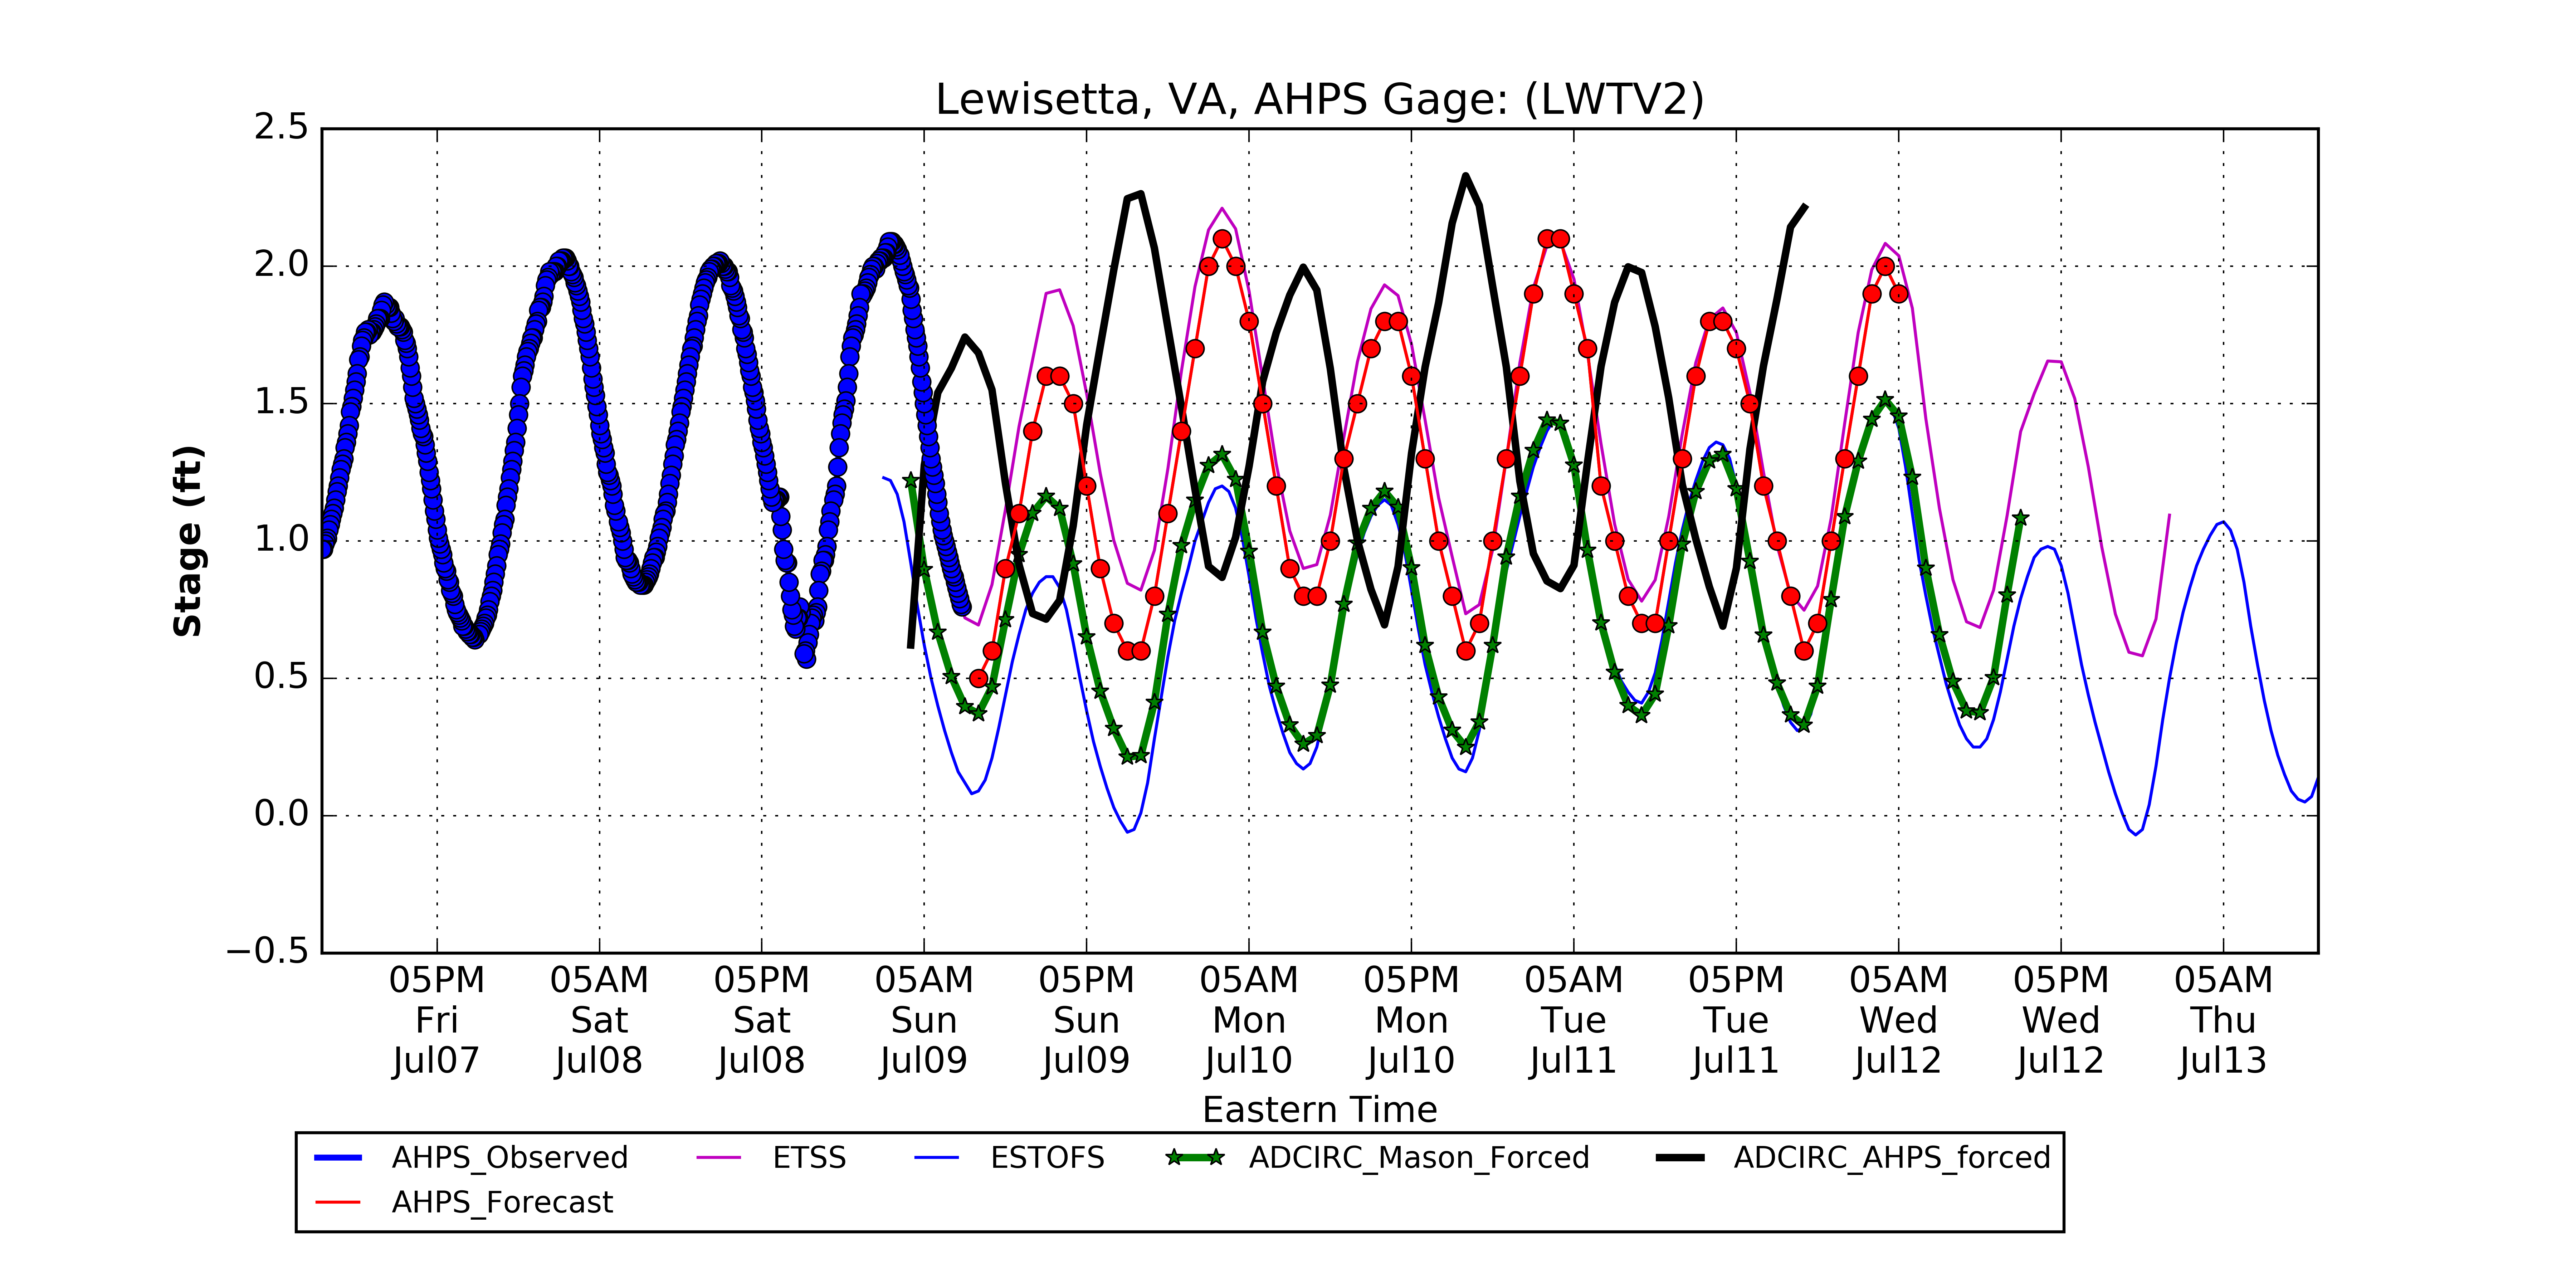 Lewisetta, VA, AHPS Gage: (LWTV2)
2.5
2.0
1.5
1.0
0.5
0.0
−0.5
Stage (ft)
05PM 05AM 05PM 05AM 05PM 05AM 05PM 05AM 05PM 05AM 05PM 05AM
Fri Sat Sat Sun Sun Mon Mon Tue Tue Wed Wed Thu
Jul07 Jul08 Jul08 Jul09 Jul09 Jul10 Jul10 Jul11 Jul11 Jul12 Jul12 Jul13
Eastern Time
AHPS_Observed ETSS ESTOFS ADCIRC_Mason_Forced ADCIRC_AHPS_forced
AHPS_Forecast